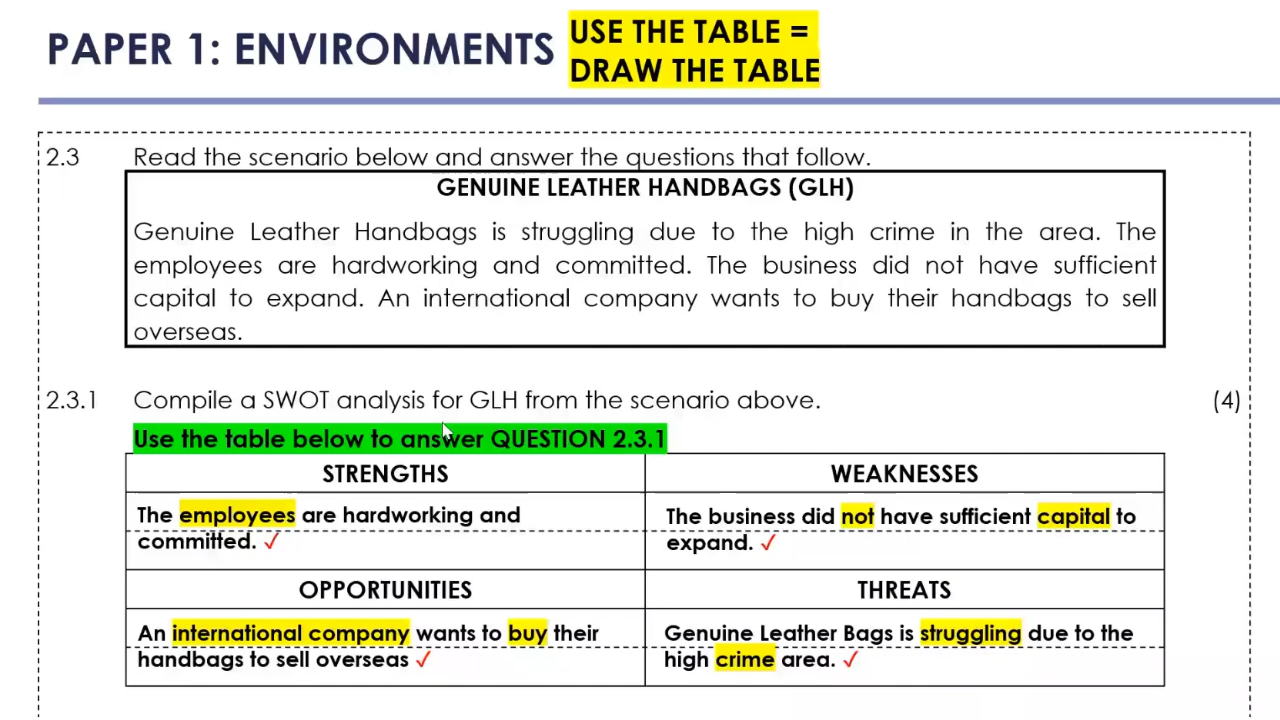 PAPER 1: ENVIRONMENTS
USE THE TABLE =
DRAW THE TABLE
2.3 Read the scenario below and answer the questions that follow.
GENUINE LEATHER HANDBAGS (GLH)
Genuine Leather Handbags is struggling due to the high crime in the area. The
employees are hardworking and committed. The business did not have sufficient
capital to expand. An international company wants to buy their handbags to sell
overseas.
2.3.1 Compile a SWOT analysis for GLH from the scenario above. (4)
Use the table below to answer QUESTION 2.3.1
STRENGTHS
The employees are hardworking and
committed. ✓
WEAKNESSES
The business did not have sufficient capital to
expand. ✓
OPPORTUNITIES
An international company wants to buy their
handbags to sell overseas ✓
THREATS
Genuine Leather Bags is struggling due to the
high crime area. ✓